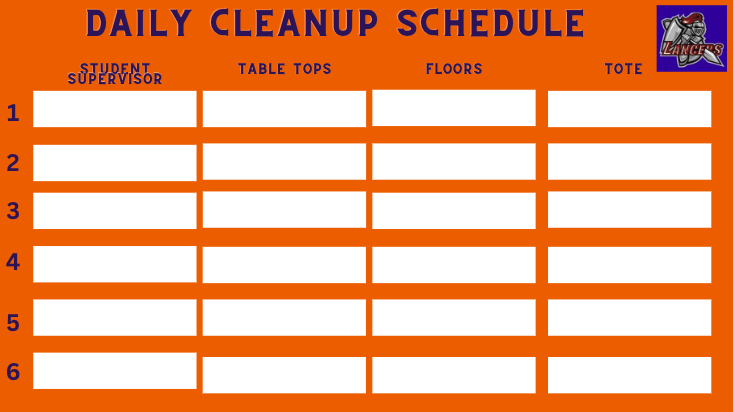 DAILY CLEANUP SCHEDULE
LANCERS
STUDENT SUPERVISOR
TABLE TOPS
FLOORS
TOTE
1
2
3
4
5
6